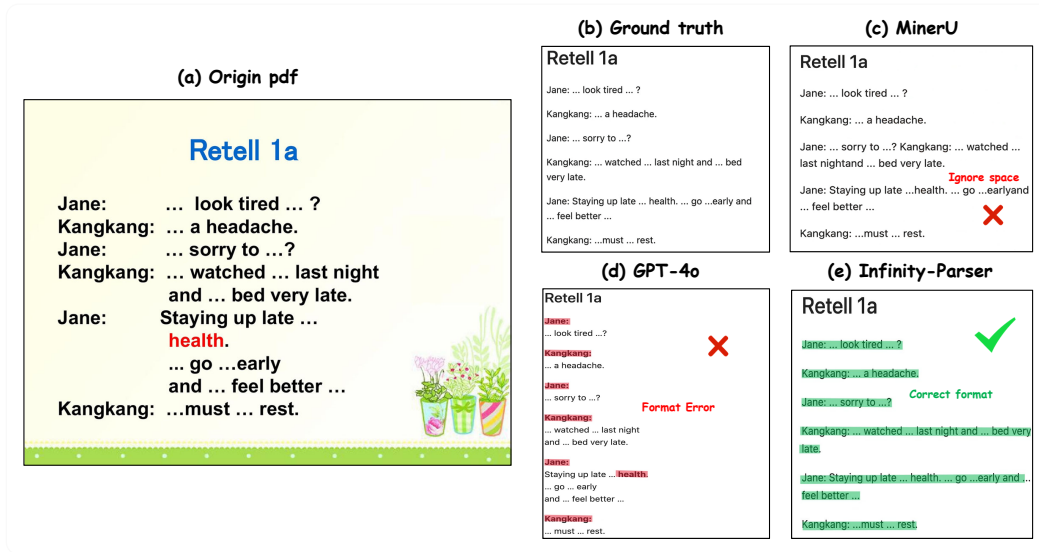 (a) Origin pdf
Retell 1a
Jane: ... look tired ... ?
Kangkang: ... a headache.
Jane: ... sorry to ...?
Kangkang: ... watched ... last night
and ... bed very late.
Jane: Staying up late ...
health.
... go ...early
and ... feel better ...
Kangkang: ...must ... rest.
(b) Ground truth
Retell 1a
Jane: ... look tired ... ?
Kangkang: ... a headache.
Jane: ... sorry to ...?
Kangkang: ... watched ... last night and ... bed
very late.
Jane: Staying up late ... health. ... go ...early and
... feel better ...
Kangkang: ...must ... rest.
(c) MinerU
Retell 1a
Jane: ... look tired ... ?
Kangkang: ... a headache.
Jane: ... sorry to ...? Kangkang: ... watched ...
last nightand ... bed very late.
Ignore space
Jane: Staying up late ...health. ... go ...earlyand
... feel better ...
Kangkang: ...must ... rest.
(d) GPT-4o
Retell 1a
Jane:
... look tired ...?
Kangkang:
... a headache.
Jane:
... sorry to ...?
Format Error
Kangkang:
... watched ... last night
and ... bed very late.
Jane:
Staying up late ... health.
... go ... early
and ... feel better ...
Kangkang:
... must ... rest.
(e) Infinity-Parser
Retell 1a
Jane: ... look tired ... ?
Kangkang: ... a headache.
Correct format
Jane: ... sorry to ...?
Kangkang: ... watched ... last night and ... bed very
late.
Jane: Staying up late ... health. ... go ...early and ...
feel better ...
Kangkang: ...must ... rest.